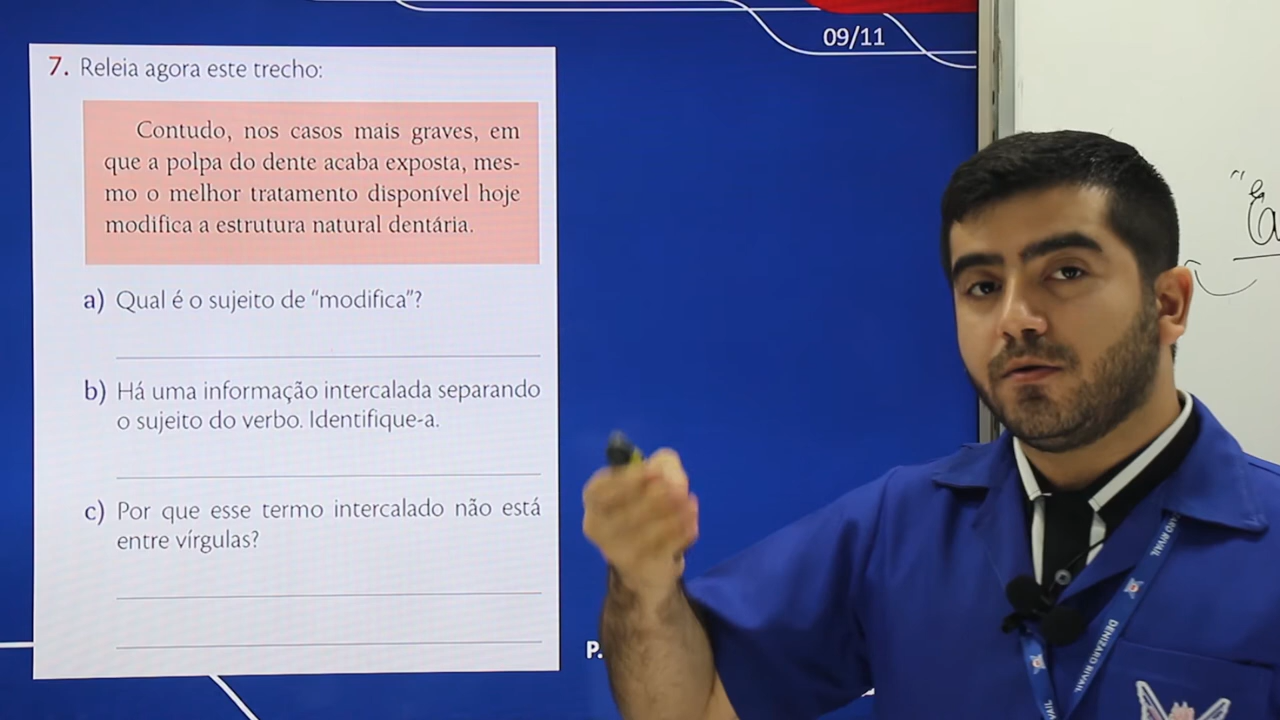 09/11
7. Releia agora este trecho:
Contudo, nos casos mais graves, em
que a polpa do dente acaba exposta, mes-
mo o melhor tratamento disponível hoje
modifica a estrutura natural dentária.
a) Qual é o sujeito de “modifica”?
b) Há uma informação intercalada separando
o sujeito do verbo. Identifique-a.
c) Por que esse termo intercalado não está
entre vírgulas?
P.
DENIZARD RIVAIL